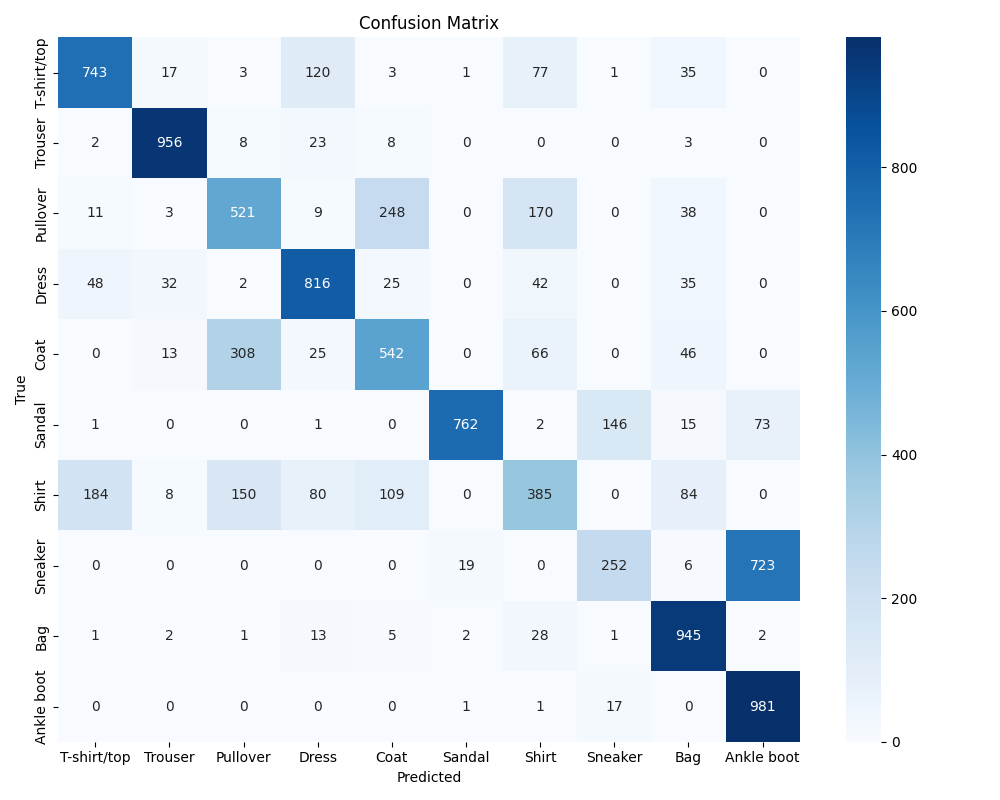 Confusion Matrix
True
T-shirt/top 743 17 3 120 3 1 77 1 35 0
Trouser 2 956 8 23 8 0 0 0 3 0
Pullover 11 3 521 9 248 0 170 0 38 0
Dress 48 32 2 816 25 0 42 0 35 0
Coat 0 13 308 25 542 0 66 0 46 0
Sandal 1 0 0 1 0 762 2 146 15 73
Shirt 184 8 150 80 109 0 385 0 84 0
Sneaker 0 0 0 0 0 19 0 252 6 723
Bag 1 2 1 13 5 2 28 1 945 2
Ankle boot 0 0 0 0 0 1 1 17 0 981
T-shirt/top Trouser Pullover Dress Coat Sandal Shirt Sneaker Bag Ankle boot
Predicted
800
600
400
200
0